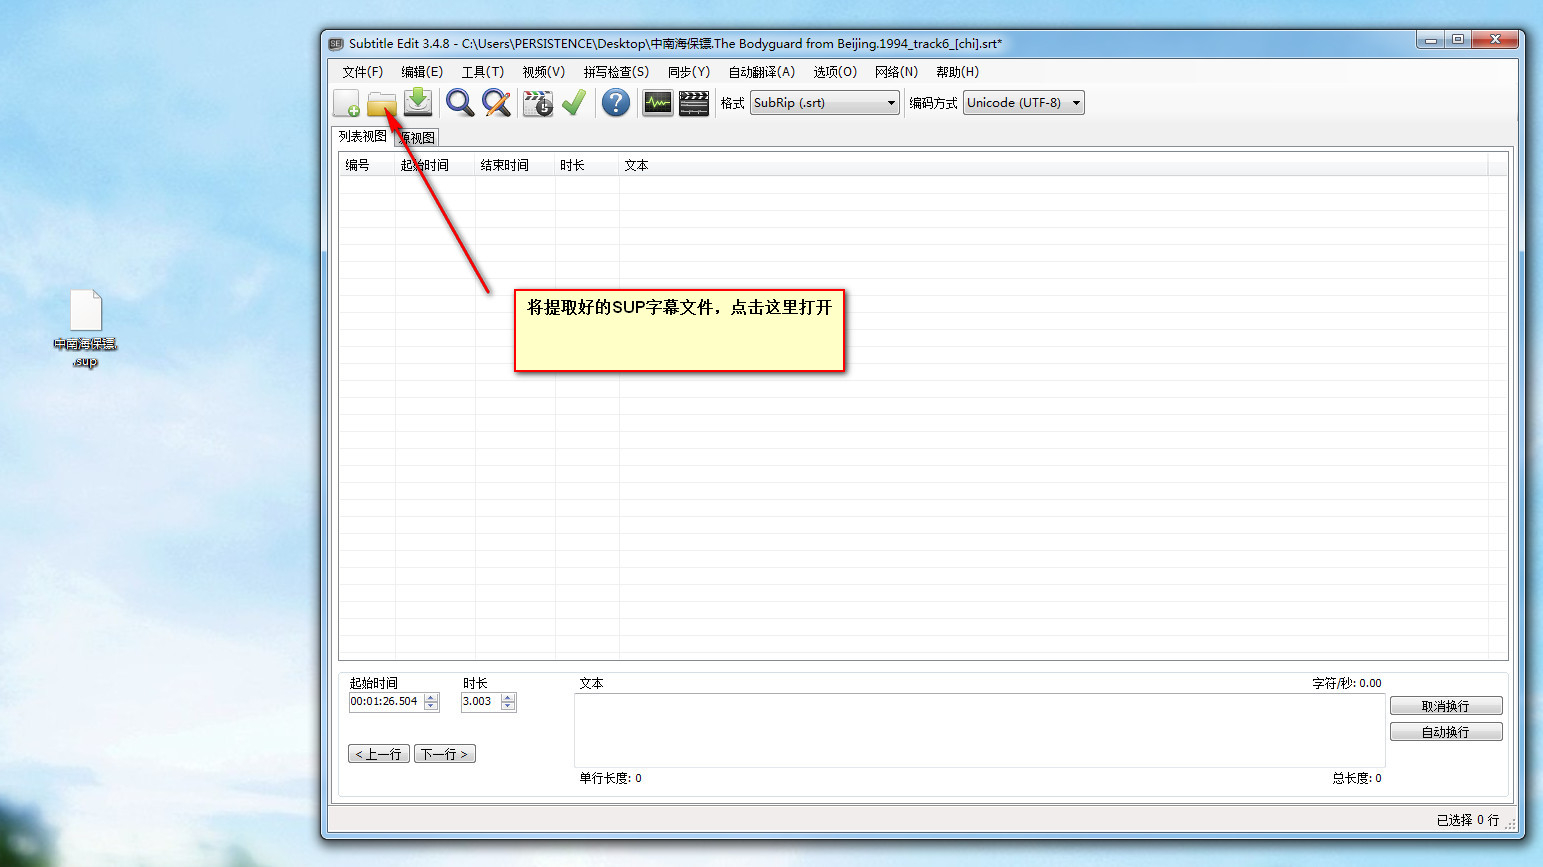 Subtitle Edit 3.4.8 - C:\Users\PERSISTENCE\Desktop\中南海保镖.The Bodyguard from Beijing.1994_track6_[chi].srt*
文件(F) 编辑(E) 工具(T) 视频(V) 拼写检查(S) 同步(Y) 自动翻译(A) 选项(O) 网络(N) 帮助(H)
格式 SubRip (.srt) 编码方式 Unicode (UTF-8)
列表视图 源视图
编号 起始时间 结束时间 时长 文本
将提取好的SUP字幕文件，点击这里打开
中南海保镖.
.sup
起始时间 时长 文本 字符/秒: 0.00
00:01:26.504 3.003 取消换行
自动换行
< 上一行 下一行 >
单行长度: 0 总长度: 0
已选择 0 行